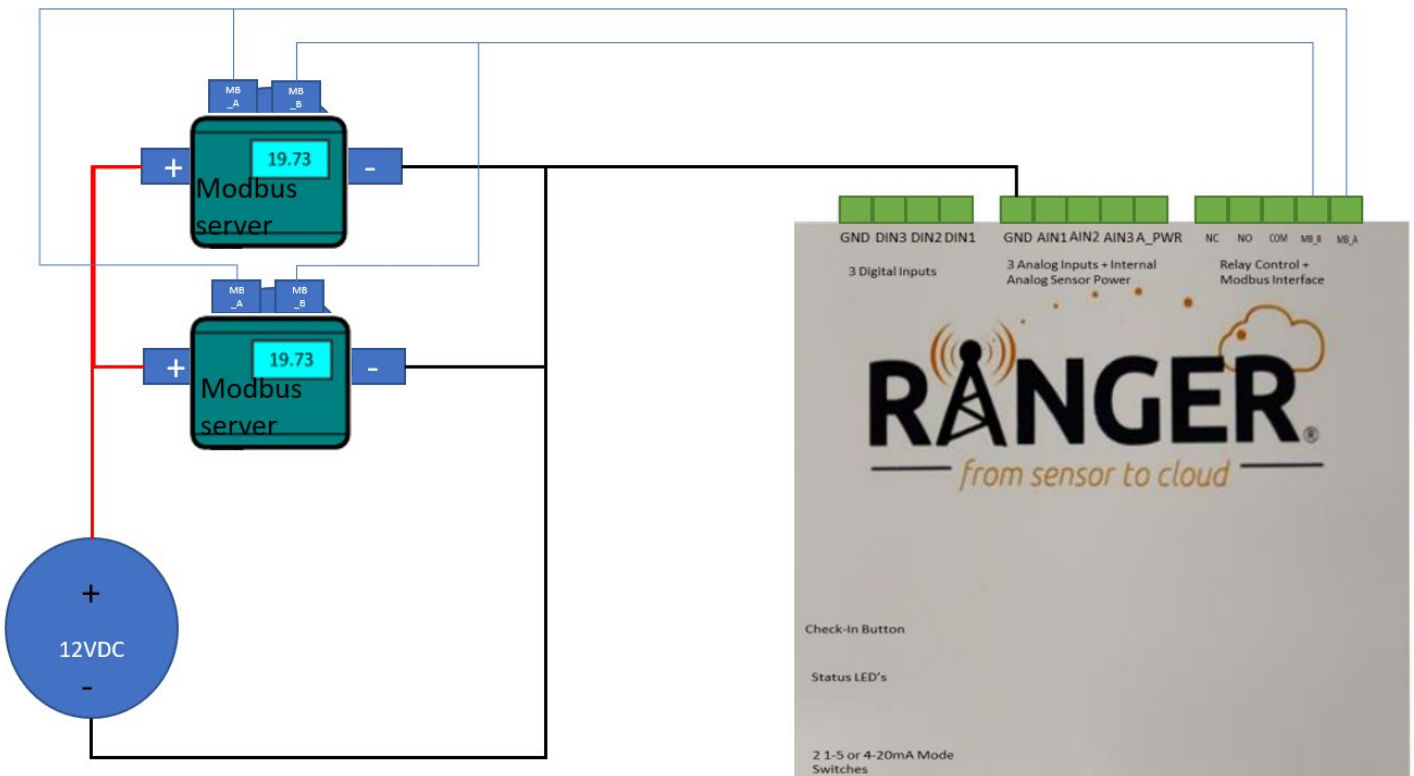 MB
_A
MB
_B
+
19.73
-
Modbus
server
MB
_A
MB
_B
+
19.73
-
Modbus
server
+
12VDC
-
GND DIN3 DIN2 DIN1
GND AIN1 AIN2 AIN3 A_PWR
NC NO COM MB_B MB_A
3 Digital Inputs
3 Analog Inputs + Internal
Analog Sensor Power
Relay Control +
Modbus Interface
RANGER®
from sensor to cloud
Check-In Button
Status LED's
2 1-5 or 4-20mA Mode
Switches